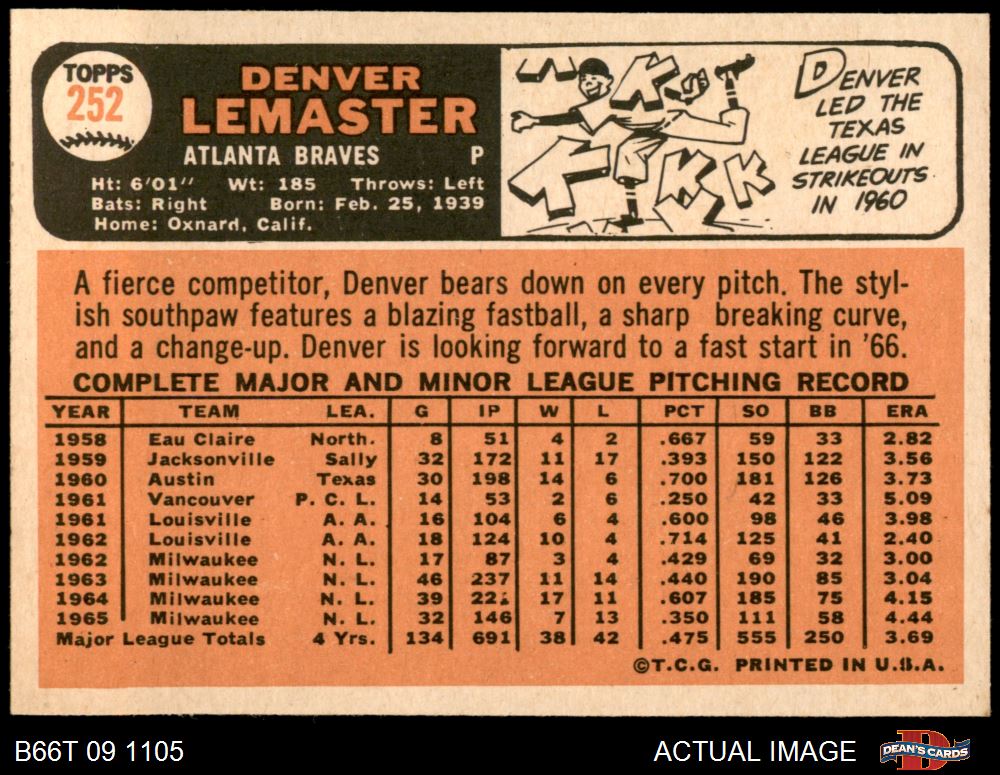 TOPPS
252
DENVER
LEMASTER
ATLANTA BRAVES P
Ht: 6'01" Wt: 185 Throws: Left
Bats: Right Born: Feb. 25, 1939
Home: Oxnard, Calif.
K
K
K
K
DENVER
LED THE
TEXAS
LEAGUE IN
STRIKEOUTS
IN 1960
A fierce competitor, Denver bears down on every pitch. The styl-
ish southpaw features a blazing fastball, a sharp breaking curve,
and a change-up. Denver is looking forward to a fast start in '66.
COMPLETE MAJOR AND MINOR LEAGUE PITCHING RECORD
YEAR TEAM LEA. G IP W L PCT SO BB ERA
1958 Eau Claire North. 8 51 4 2 .667 59 33 2.82
1959 Jacksonville Sally 32 172 11 17 .393 150 122 3.56
1960 Austin Texas 30 198 14 6 .700 181 126 3.73
1961 Vancouver P. C. L. 14 53 2 6 .250 42 33 5.09
1961 Louisville A. A. 16 104 6 4 .600 98 46 3.98
1962 Louisville A. A. 18 124 10 4 .714 125 41 2.40
1962 Milwaukee N. L. 17 87 3 4 .429 69 32 3.00
1963 Milwaukee N. L. 46 237 11 14 .440 190 85 3.04
1964 Milwaukee N. L. 39 17 11 .607 185 75 4.15
1965 Milwaukee N. L. 32 146 7 13 .350 111 58 4.44
Major League Totals 4 Yrs. 134 691 38 42 .475 555 250 3.69
©T.C.G. PRINTED IN U.S.A.
B66T 09 1105 ACTUAL IMAGE DEAN'S CARDS